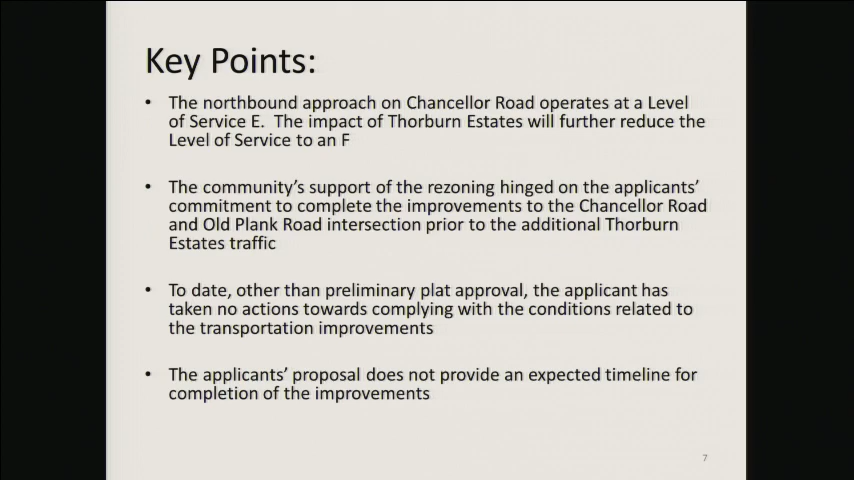 Key Points:
• The northbound approach on Chancellor Road operates at a Level
of Service E.  The impact of Thorburn Estates will further reduce the
Level of Service to an F
• The community’s support of the rezoning hinged on the applicants’
commitment to complete the improvements to the Chancellor Road
and Old Plank Road intersection prior to the additional Thorburn
Estates traffic
• To date, other than preliminary plat approval, the applicant has
taken no actions towards complying with the conditions related to
the transportation improvements
• The applicants’ proposal does not provide an expected timeline for
completion of the improvements
7